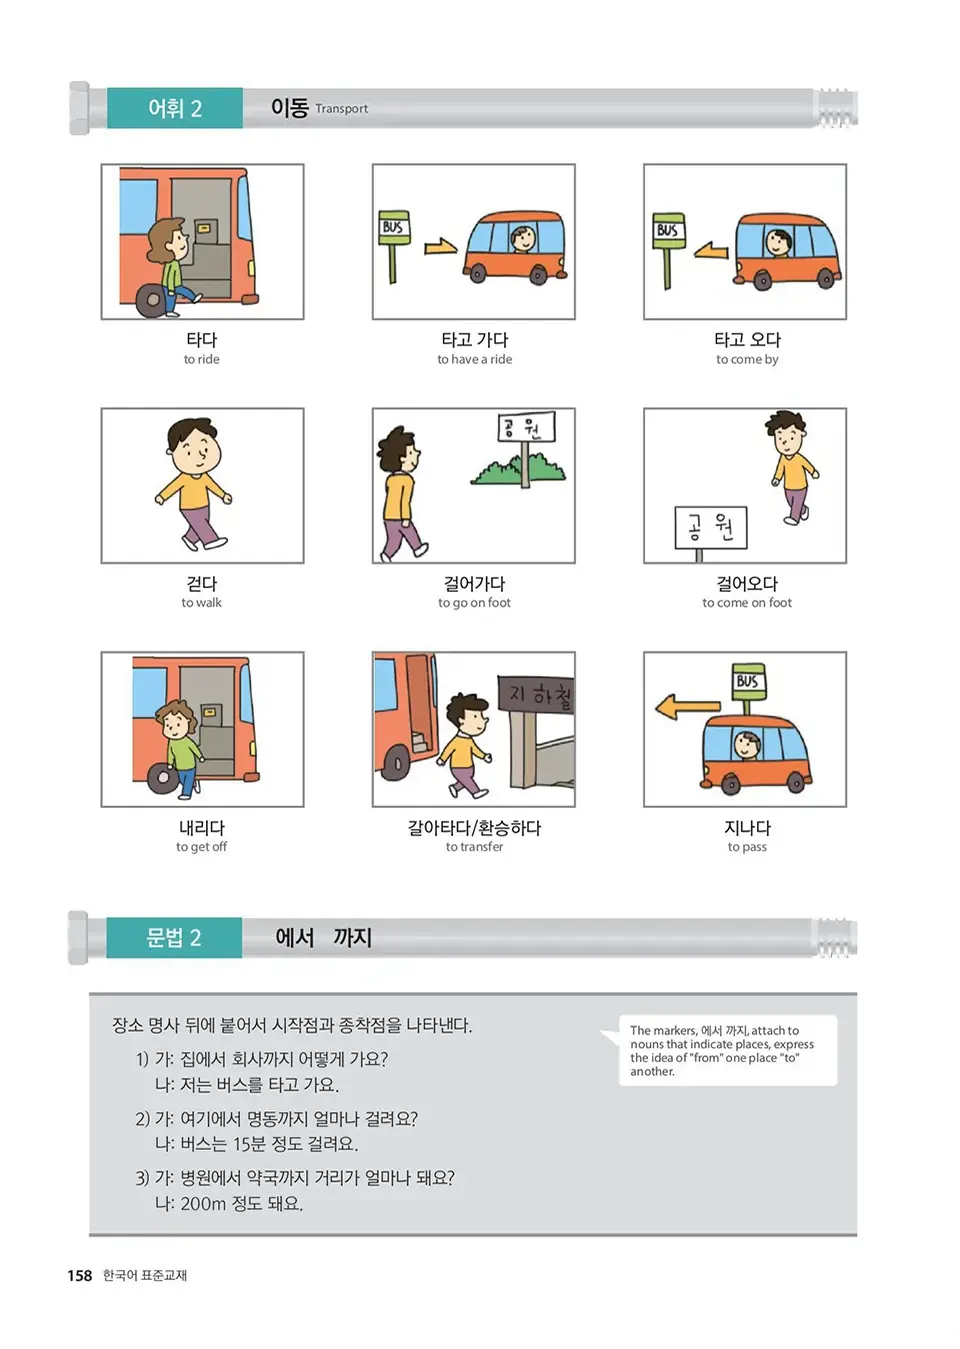 어휘 2 이동 Transport
BUS
BUS
타다 타고 가다 타고 오다
to ride to have a ride to come by
공 원
공 원
걷다 걸어가다 걸어오다
to walk to go on foot to come on foot
지하철
BUS
내리다 갈아타다/환승하다 지나다
to get off to transfer to pass
문법 2 에서 까지
장소 명사 뒤에 붙어서 시작점과 종착점을 나타낸다.
1) 가: 집에서 회사까지 어떻게 가요?
나: 저는 버스를 타고 가요.
2) 가: 여기에서 명동까지 얼마나 걸려요?
나: 버스는 15분 정도 걸려요.
3) 가: 병원에서 약국까지 거리가 얼마나 돼요?
나: 200m 정도 돼요.
The markers, 에서 까지, attach to
nouns that indicate places, express
the idea of "from" one place "to"
another.
158 한국어 표준교재